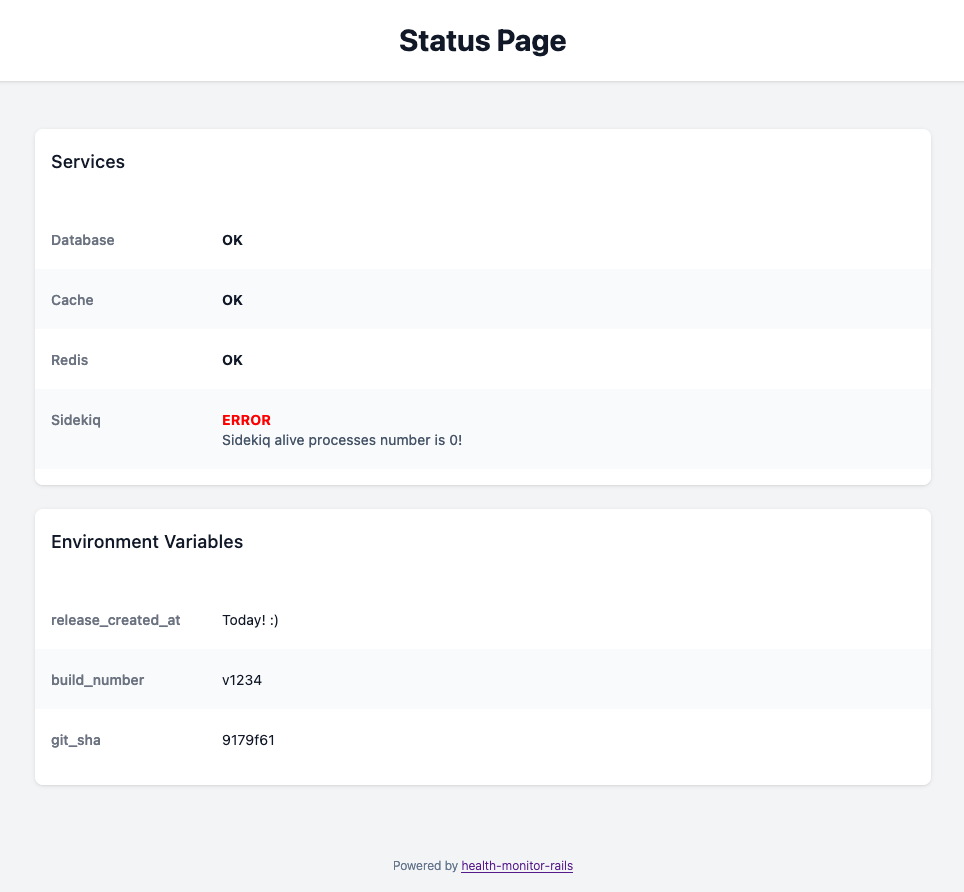 Status Page
Services
Database OK
Cache OK
Redis OK
Sidekiq ERROR
Sidekiq alive processes number is 0!
Environment Variables
release_created_at Today! :)
build_number v1234
git_sha 9179f61
Powered by health-monitor-rails